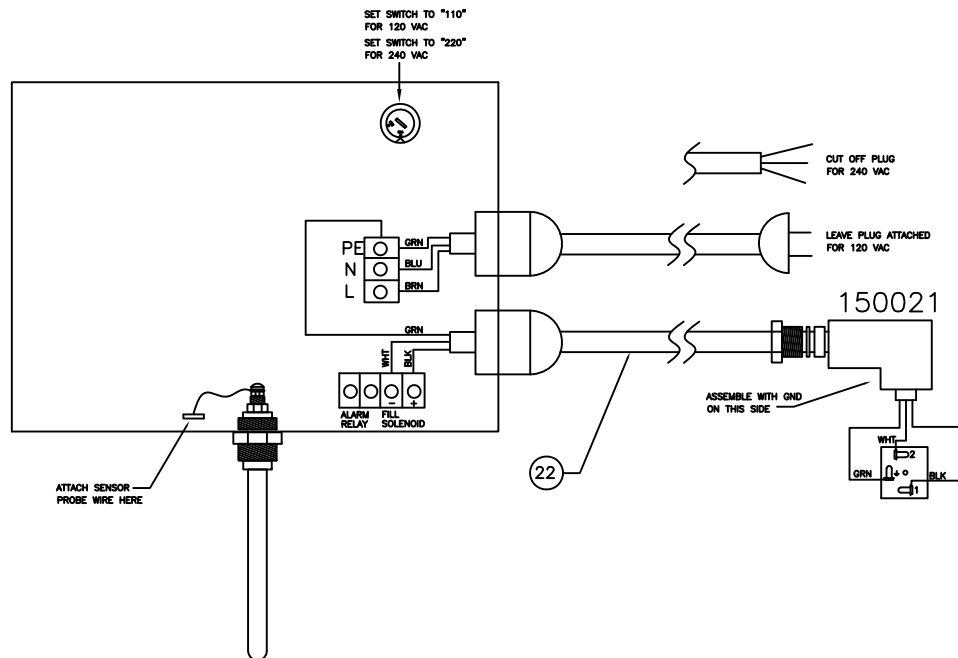 SET SWITCH TO "110"
FOR 120 VAC
SET SWITCH TO "220"
FOR 240 VAC
CUT OFF PLUG
FOR 240 VAC
PE
GRN
N
BLU
L
BRN
LEAVE PLUG ATTACHED
FOR 120 VAC
150021
GRN
WHT
BLK
- +
ALARM
RELAY
FILL
SOLENOID
ASSEMBLE WITH GND
ON THIS SIDE
ATTACH SENSOR
PROBE WIRE HERE
22
WHT
2
GRN
1
BLK